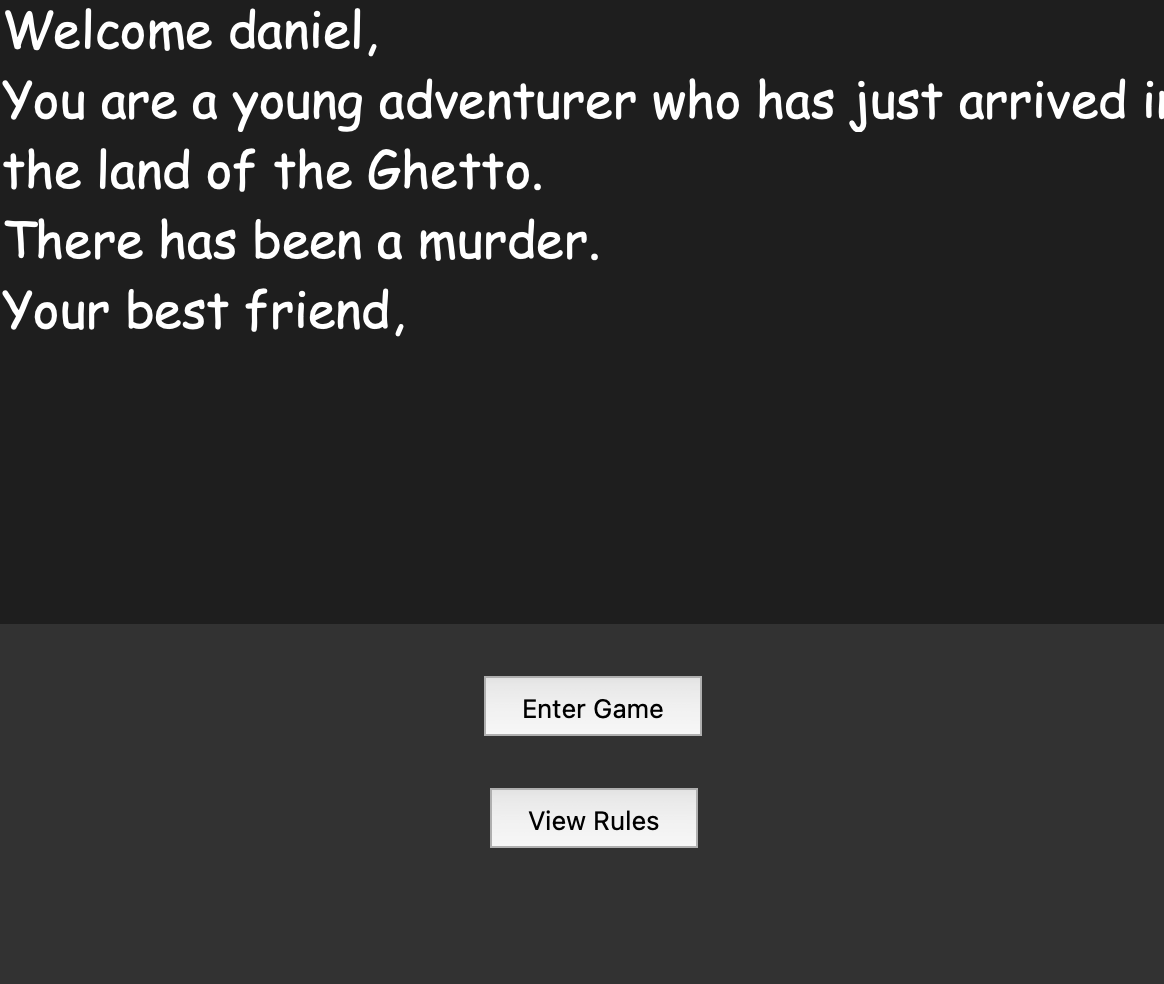 Welcome daniel,
You are a young adventurer who has just arrived
the land of the Ghetto.
There has been a murder.
Your best friend,
Enter Game
View Rules